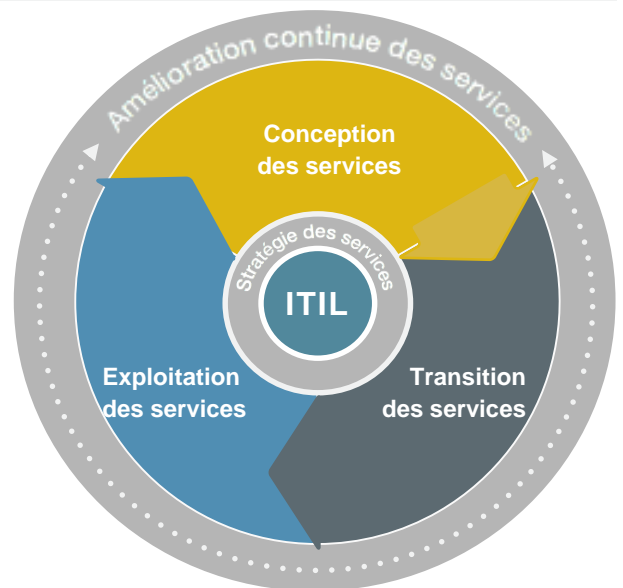 Amélioration continue des services
Conception
des services
Stratégie des services
ITIL
Exploitation
des services
Transition
des services